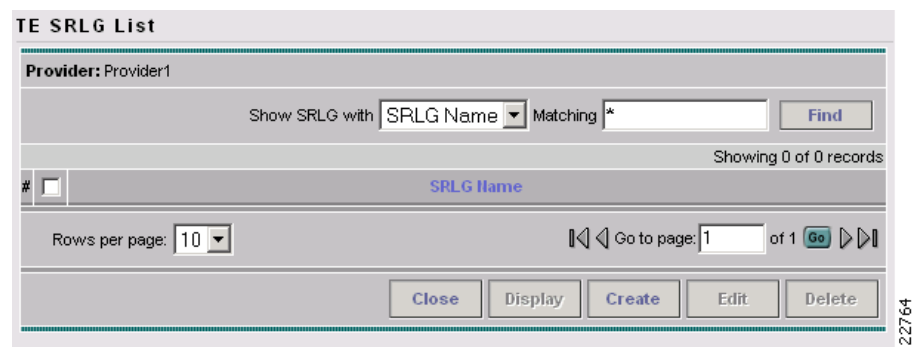 TE SRLG List
Provider: Provider1
Show SRLG with SRLG Name Matching * Find
Showing 0 of 0 records
# SRLG Name
Rows per page: 10 Go to page: 1 of 1 Go
Close Display Create Edit Delete
22764